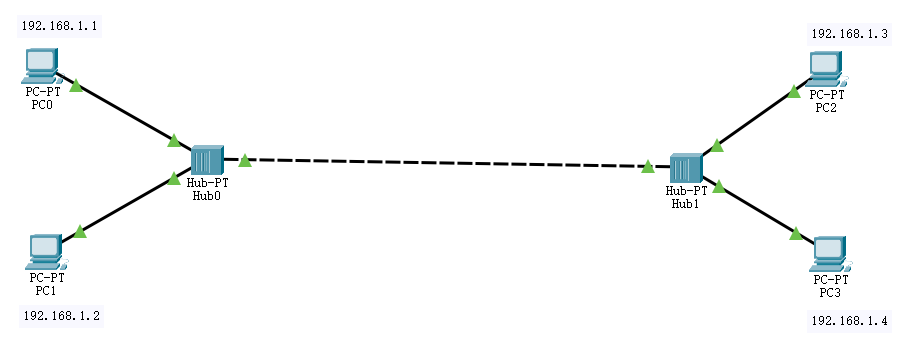 192.168.1.1
PC-PT
PC0
192.168.1.3
PC-PT
PC2
Hub-PT
Hub0
Hub-PT
Hub1
PC-PT
PC1
192.168.1.2
PC-PT
PC3
192.168.1.4